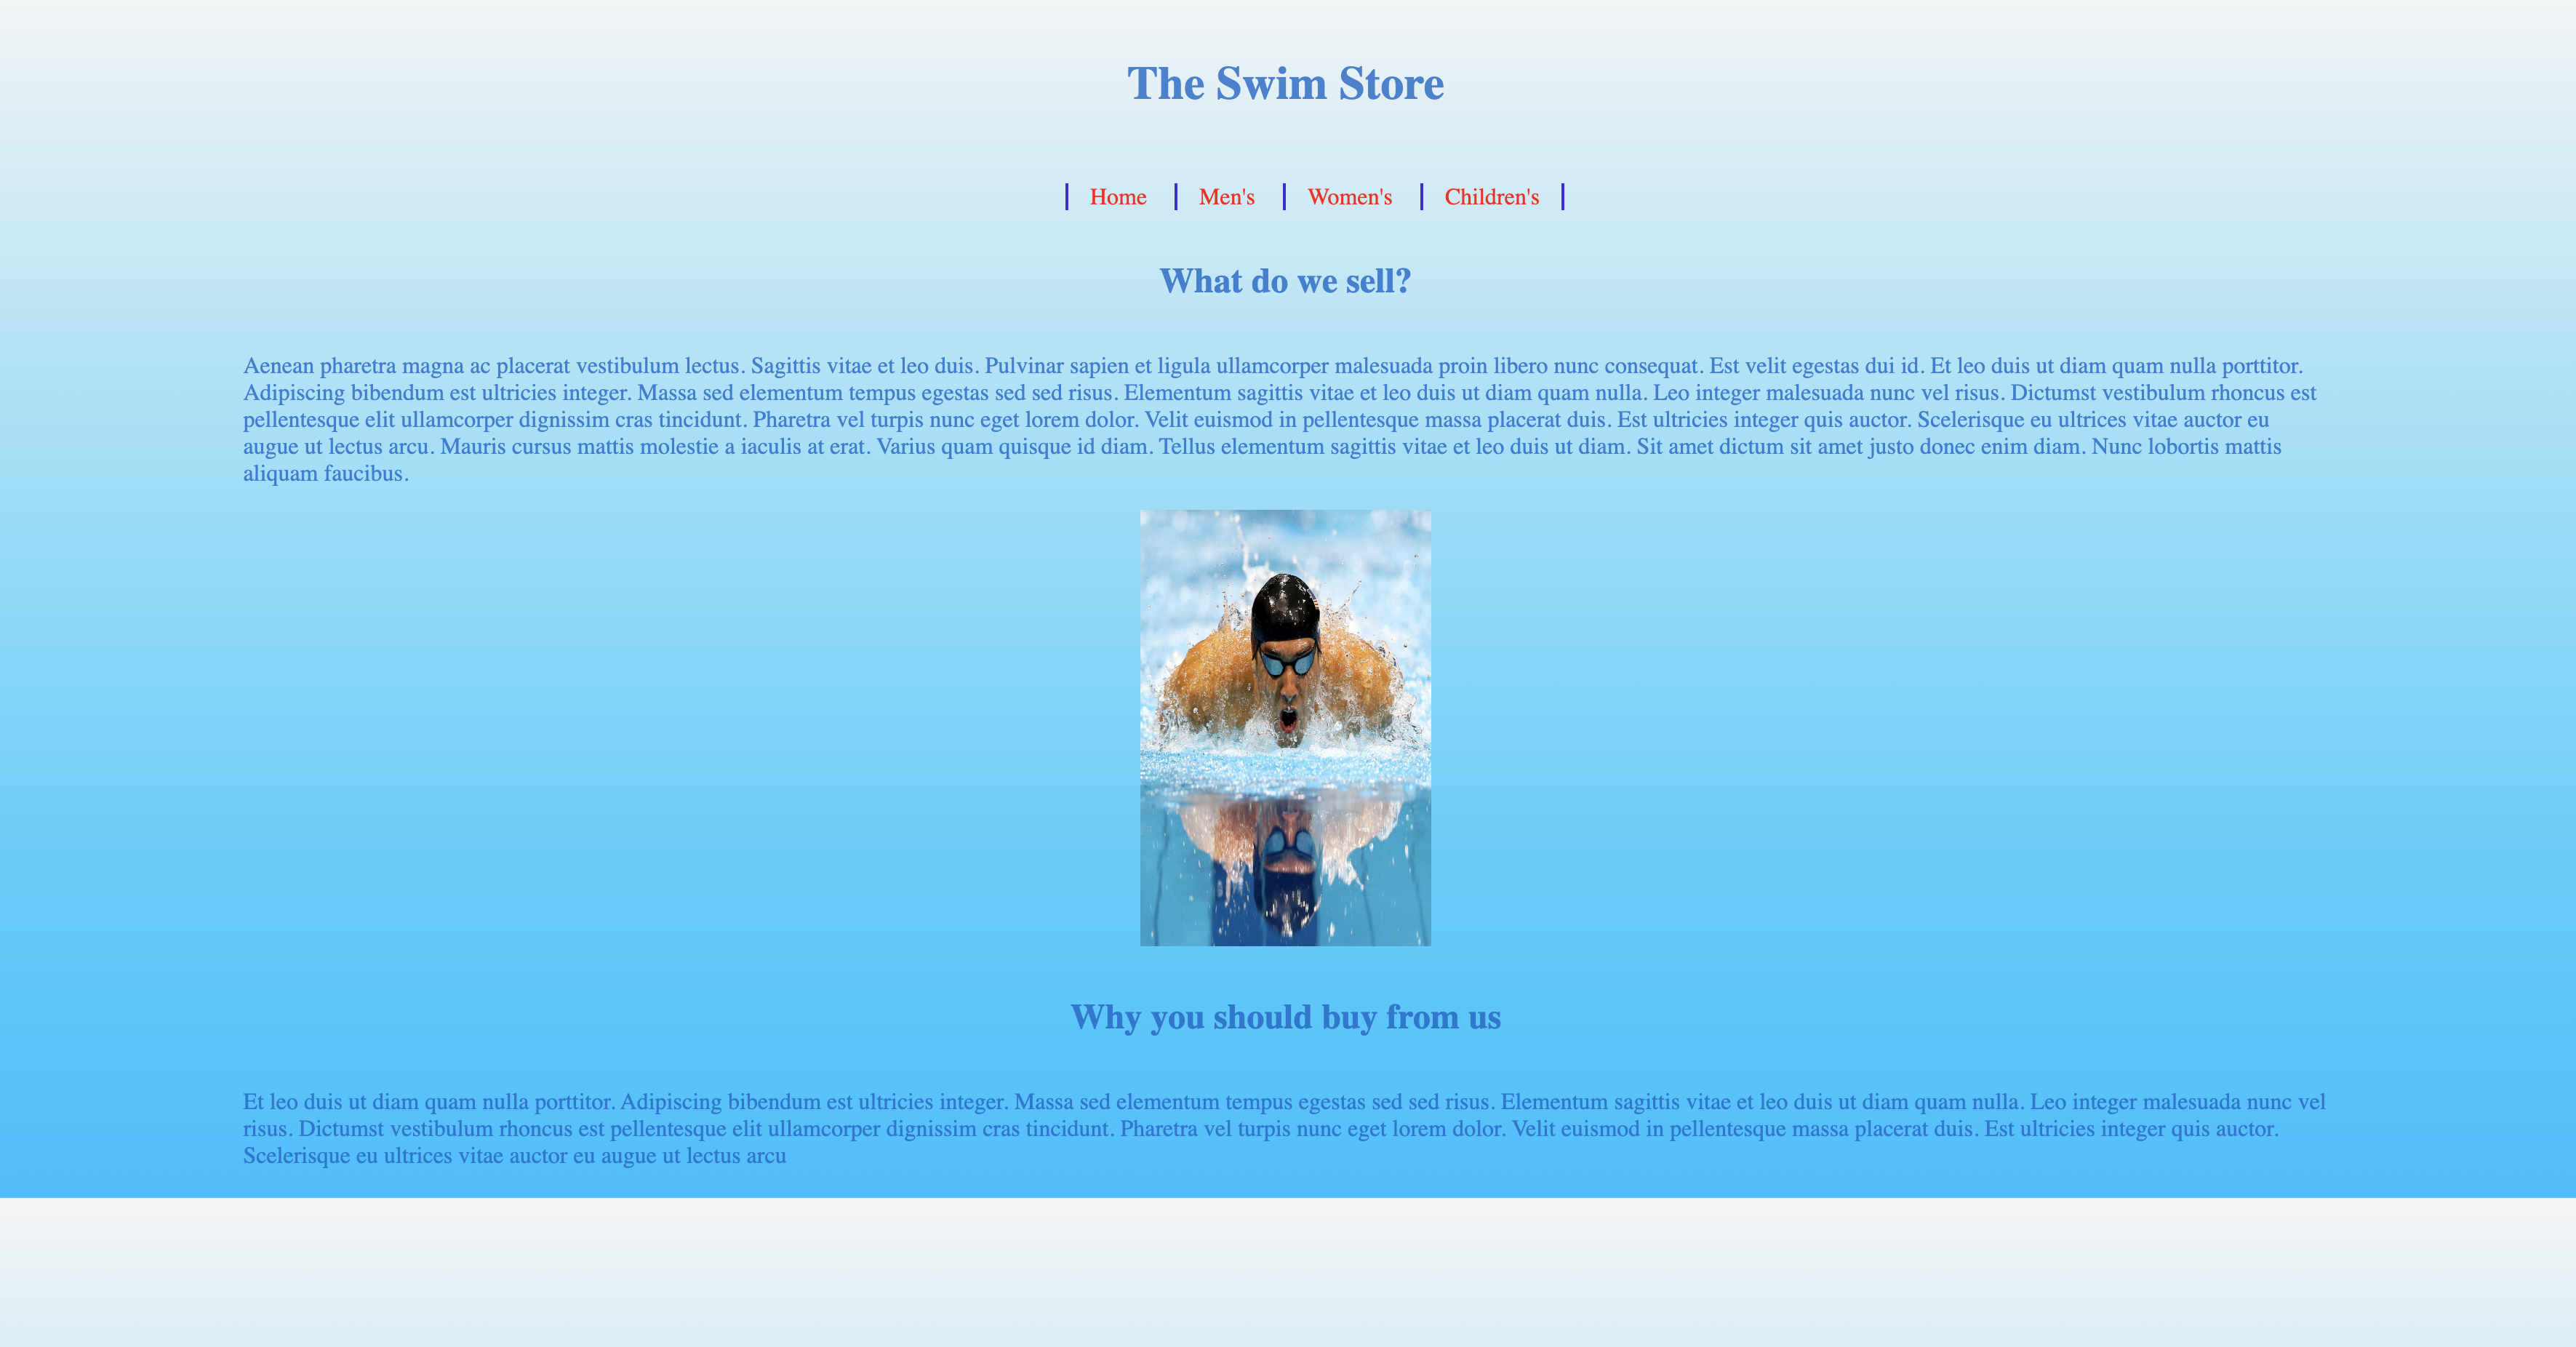 The Swim Store
Home
Men's
Women's
Children's
What do we sell?
Aenean pharetra magna ac placerat vestibulum lectus. Sagittis vitae et leo duis. Pulvinar sapien et ligula ullamcorper malesuada proin libero nunc consequat. Est velit egestas dui id. Et leo duis ut diam quam nulla porttitor.
Adipiscing bibendum est ultricies integer. Massa sed elementum tempus egestas sed sed risus. Elementum sagittis vitae et leo duis ut diam quam nulla. Leo integer malesuada nunc vel risus. Dictumst vestibulum rhoncus est
pellentesque elit ullamcorper dignissim cras tincidunt. Pharetra vel turpis nunc eget lorem dolor. Velit euismod in pellentesque massa placerat duis. Est ultricies integer quis auctor. Scelerisque eu ultrices vitae auctor eu
augue ut lectus arcu. Mauris cursus mattis molestie a iaculis at erat. Varius quam quisque id diam. Tellus elementum sagittis vitae et leo duis ut diam. Sit amet dictum sit amet justo donec enim diam. Nunc lobortis mattis
aliquam faucibus.
Why you should buy from us
Et leo duis ut diam quam nulla porttitor. Adipiscing bibendum est ultricies integer. Massa sed elementum tempus egestas sed sed risus. Elementum sagittis vitae et leo duis ut diam quam nulla. Leo integer malesuada nunc vel
risus. Dictumst vestibulum rhoncus est pellentesque elit ullamcorper dignissim cras tincidunt. Pharetra vel turpis nunc eget lorem dolor. Velit euismod in pellentesque massa placerat duis. Est ultricies integer quis auctor.
Scelerisque eu ultrices vitae auctor eu augue ut lectus arcu